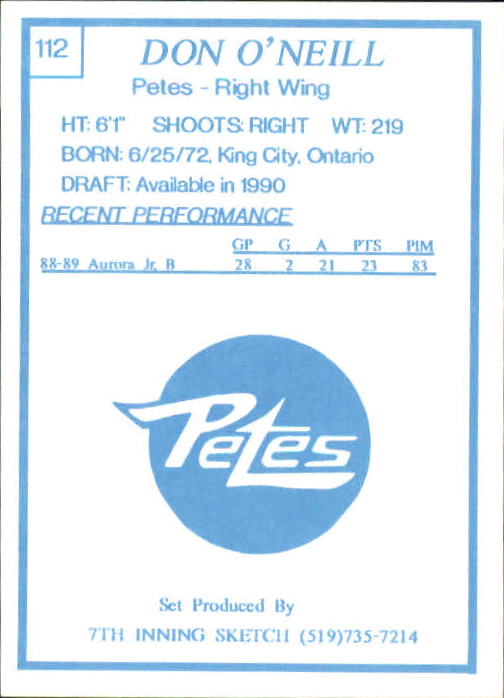 112
DON O'NEILL
Petes - Right Wing
HT: 6'1" SHOOTS: RIGHT WT: 219
BORN: 6/25/72, King City, Ontario
DRAFT: Available in 1990
RECENT PERFORMANCE
GP G A PTS PIM
88-89 Aurora Jr. B 28 2 21 23 83
Petes
Set Produced By
7TH INNING SKETCH (519)735-7214